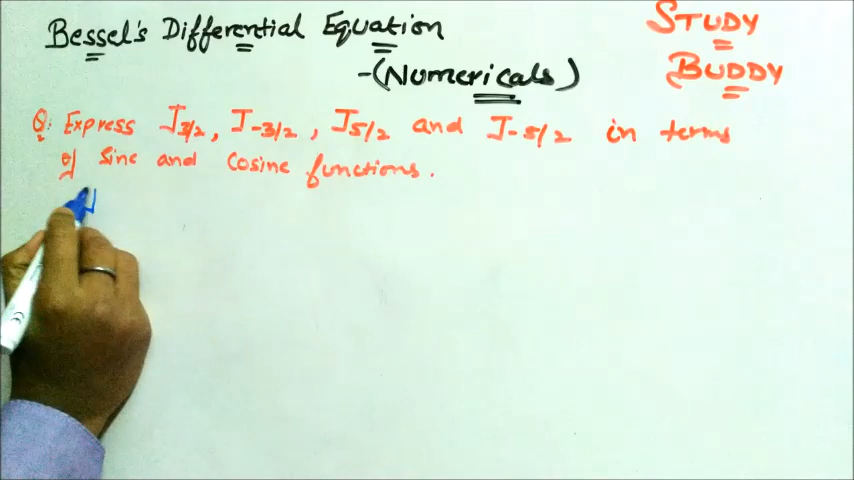 Bessel's Differential Equation
-(Numericals)
STUDY
BUDDY
Q: Express J3/2, J-3/2, J5/2 and J-5/2 in terms
of sine and cosine functions.